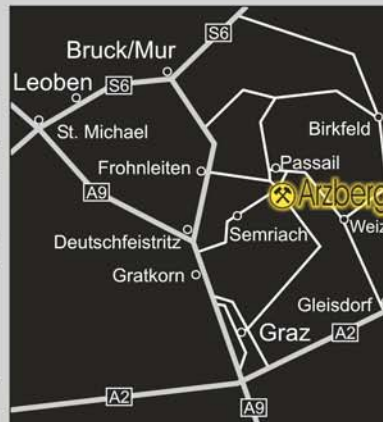 S6
Bruck/Mur
Leoben
S6
St. Michael
Birkfeld
Frohnleiten
Passail
A9
Arzberg
Deutschfeistritz
Semriach
Weiz
Gratkorn
Gleisdorf
Graz
A2
A2
A9